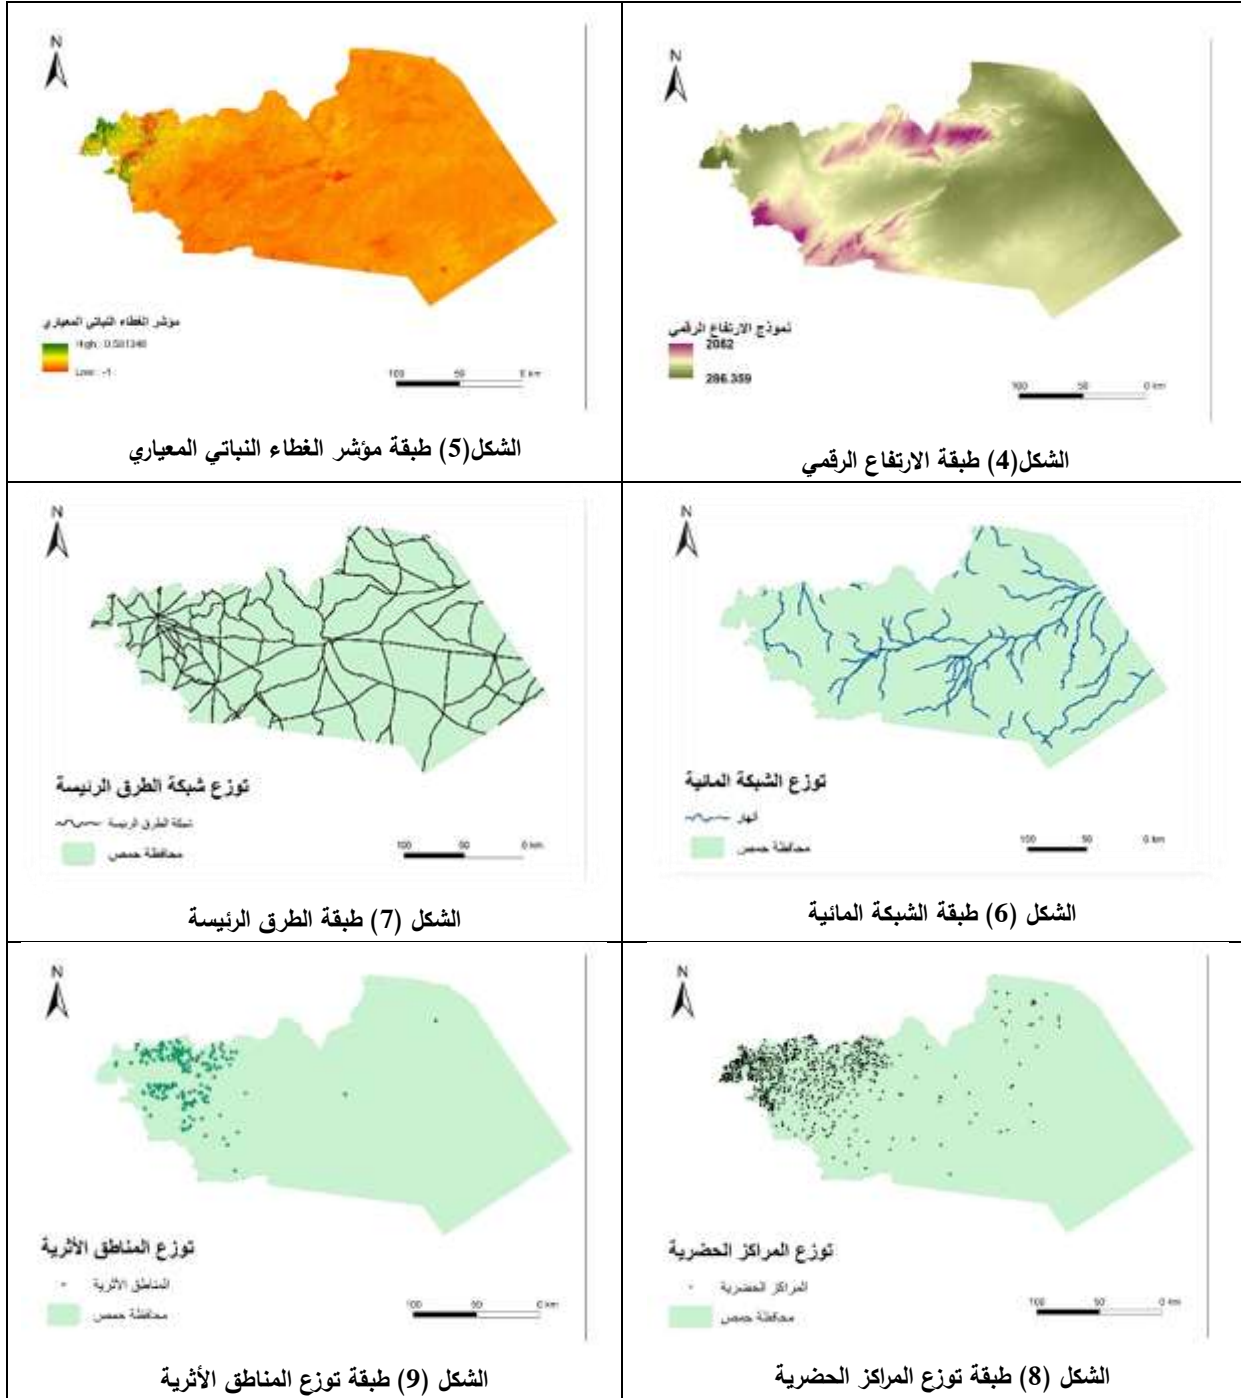 N
نموذج الارتفاع الرقمي
2082
286.359
100 50 0 km
الشكل(4) طبقة الارتفاع الرقمي
N
مؤشر الغطاء النباتي المعياري
High : 0.581348
Low : -1
100 50 0 km
الشكل(5) طبقة مؤشر الغطاء النباتي المعياري
N
توزع الشبكة المائية
أنهار
محافظة حمص
100 50 0 km
الشكل (6) طبقة الشبكة المائية
N
توزع شبكة الطرق الرئيسة
شبكة الطرق الرئيسة
محافظة حمص
100 50 0 km
الشكل (7) طبقة الطرق الرئيسة
N
توزع المراكز الحضرية
المراكز الحضرية
محافظة حمص
100 50 0 km
الشكل (8) طبقة توزع المراكز الحضرية
N
توزع المناطق الأثرية
المناطق الأثرية
محافظة حمص
100 50 0 km
الشكل (9) طبقة توزع المناطق الأثرية